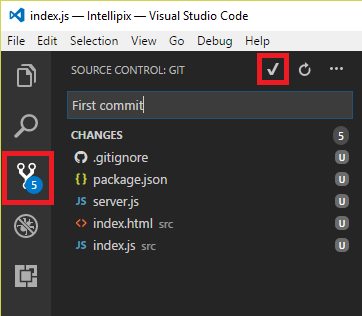 index.js — Intellipix — Visual Studio Code
File Edit Selection View Go Debug Help
SOURCE CONTROL: GIT
First commit
CHANGES 5
.gitignore U
{} package.json U
JS server.js U
<> index.html src U
JS index.js src U
5